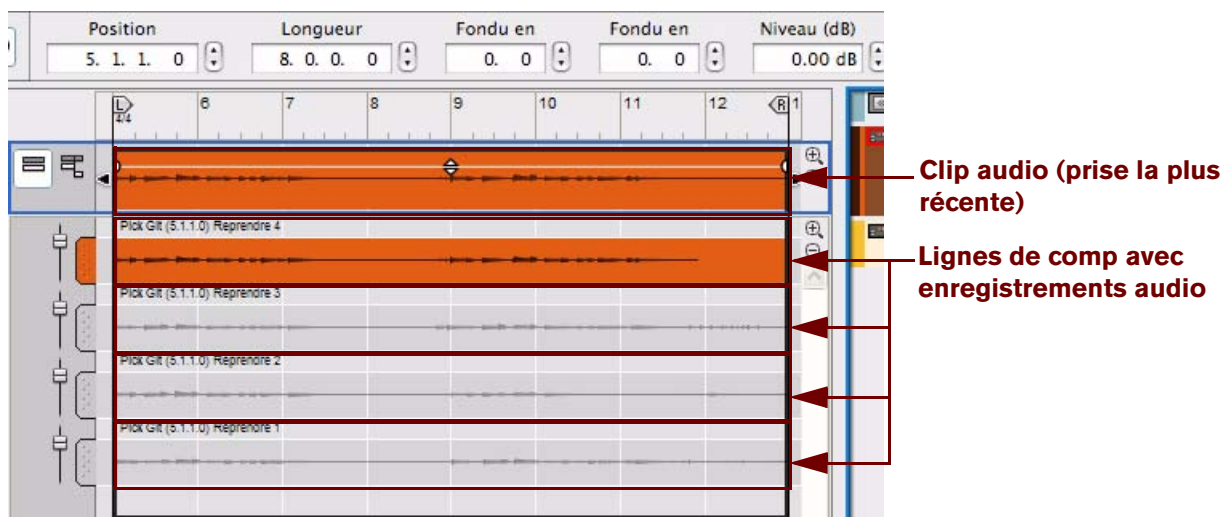 Position Longueur Fondu en Fondu en Niveau (dB)
5. 1. 1. 0 8. 0. 0. 0 0. 0 0. 0 0.00 dB
L 6 7 8 9 10 11 12 R 1
4/4
Clip audio (prise la plus
récente)
Pick Git (5.1.1.0) Reprendre 4
Lignes de comp avec
enregistrements audio
Pick Git (5.1.1.0) Reprendre 3
Pick Git (5.1.1.0) Reprendre 2
Pick Git (5.1.1.0) Reprendre 1